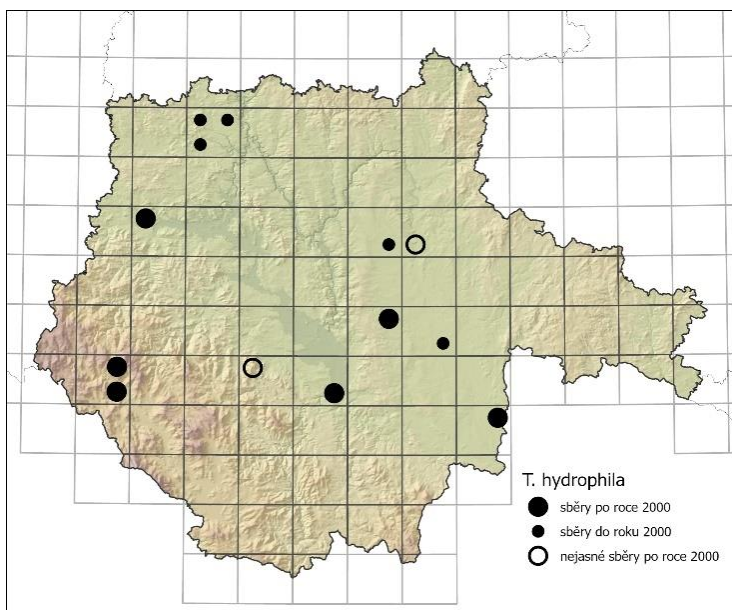 T. hydrophila
sběry po roce 2000
sběry do roku 2000
nejasné sběry po roce 2000